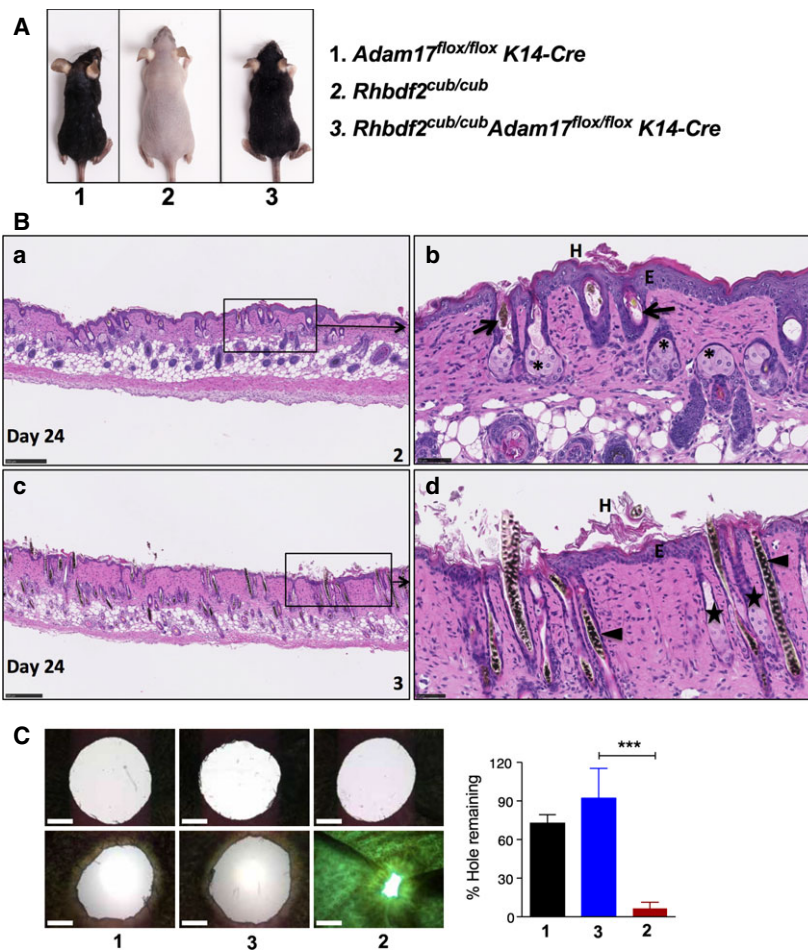 A
1 2 3
1. Adam17flox/flox K14-Cre
2. Rhbdf2cub/cub
3. Rhbdf2cub/cubAdam17flox/flox K14-Cre
B
a
Day 24
2
b
H
E
*
*
*
c
Day 24
3
d
H
E
C
1 3 2
***
% Hole remaining
120
90
60
30
0
1 3 2